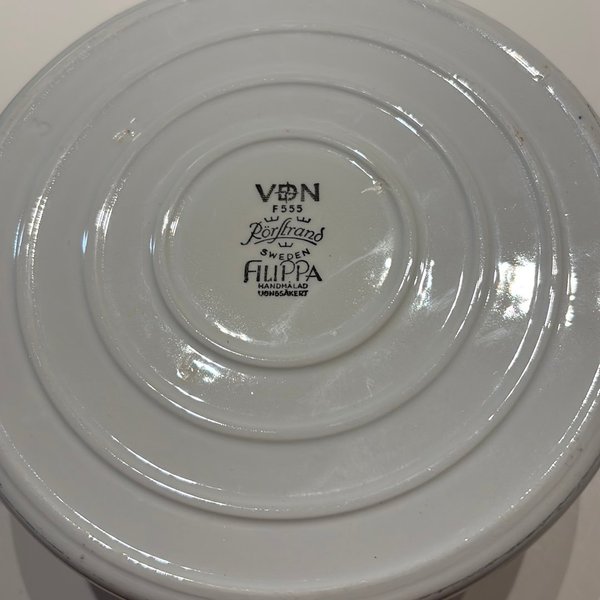 VDN
F555
Rörstrand
SWEDEN
FILIPPA
HANDMÅLAD
UGNSSÄKERT